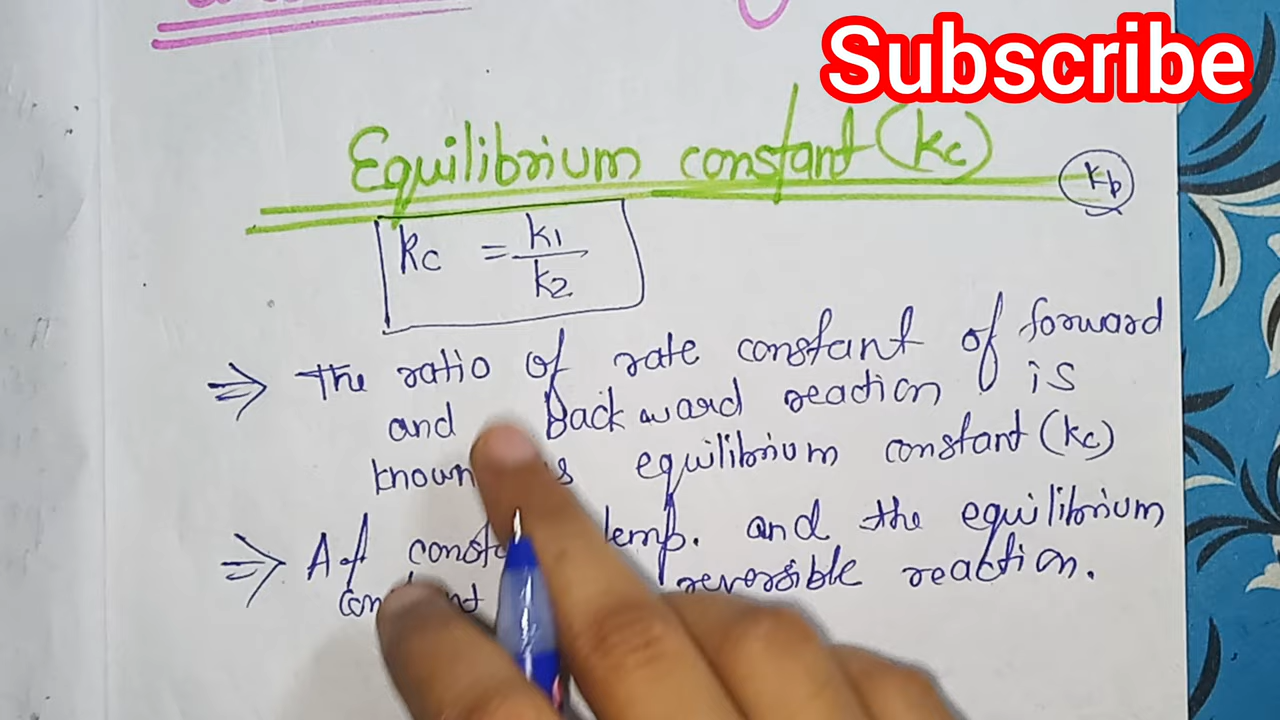 Subscribe
Equilibrium constant (kc)
kp
kc = k1/k2
⇒ The ratio of rate constant of forward
and backward reaction is
known equilibrium constant (kc)
⇒ At temp. and the equilibrium
reversible reaction.